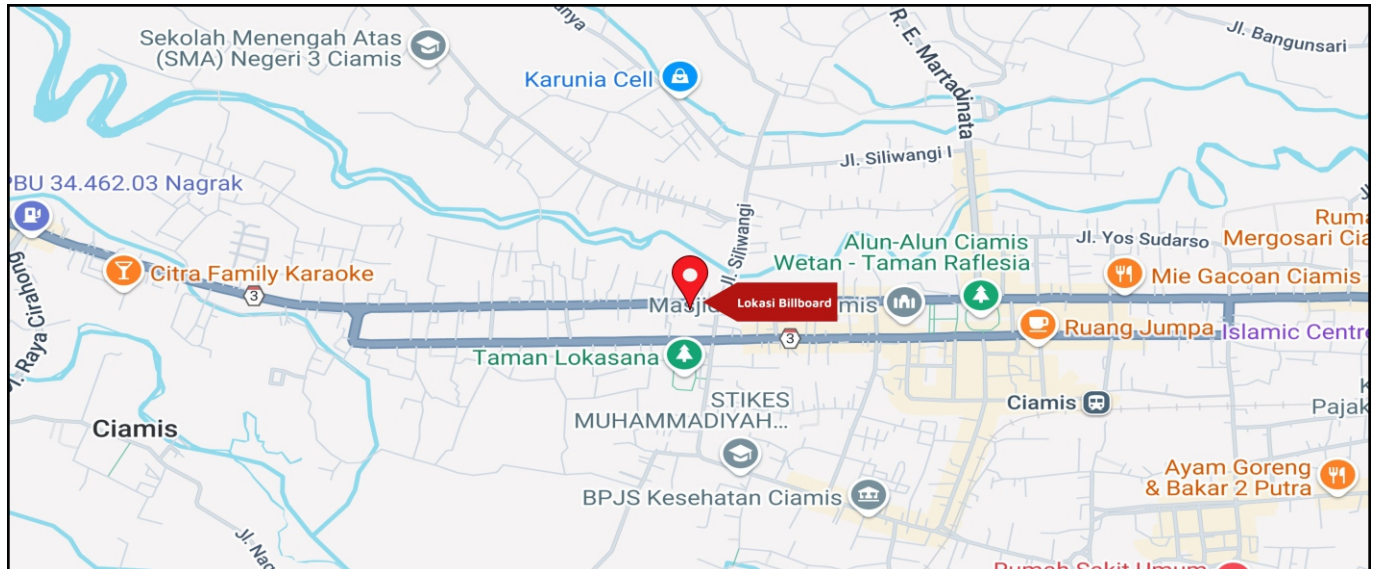 Sekolah Menengah Atas
(SMA) Negeri 3 Ciamis
Karunia Cell
R. E. Martadinata
Jl. Bangunsari
Jl. Siliwangi I
PBU 34.462.03 Nagrak
Jl. Siliwangi
Alun-Alun Ciamis
Wetan - Taman Raflesia
Jl. Yos Sudarso
Mergosari Cia
Citra Family Karaoke
Mie Gacoan Ciamis
3
Lokasi Billboard
Ruang Jumpa
Islamic Centre
3
Taman Lokasana
Raya Cirahong
STIKES
MUHAMMADIYAH...
Ciamis
Pajak
Ciamis
BPJS Kesehatan Ciamis
Ayam Goreng
& Bakar 2 Putra